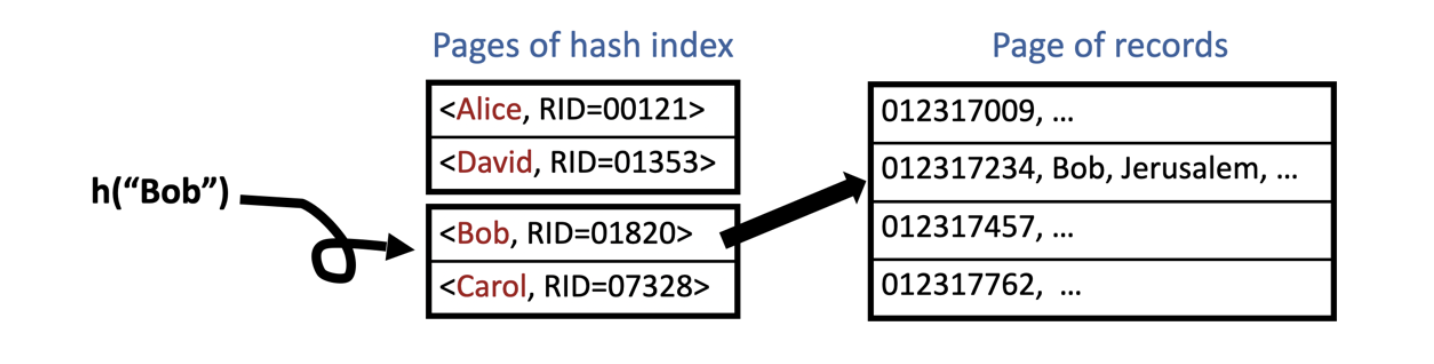 Pages of hash index
Page of records
<Alice, RID=00121>
<David, RID=01353>
h(“Bob”)
<Bob, RID=01820>
<Carol, RID=07328>
012317009, ...
012317234, Bob, Jerusalem, ...
012317457, ...
012317762, ...